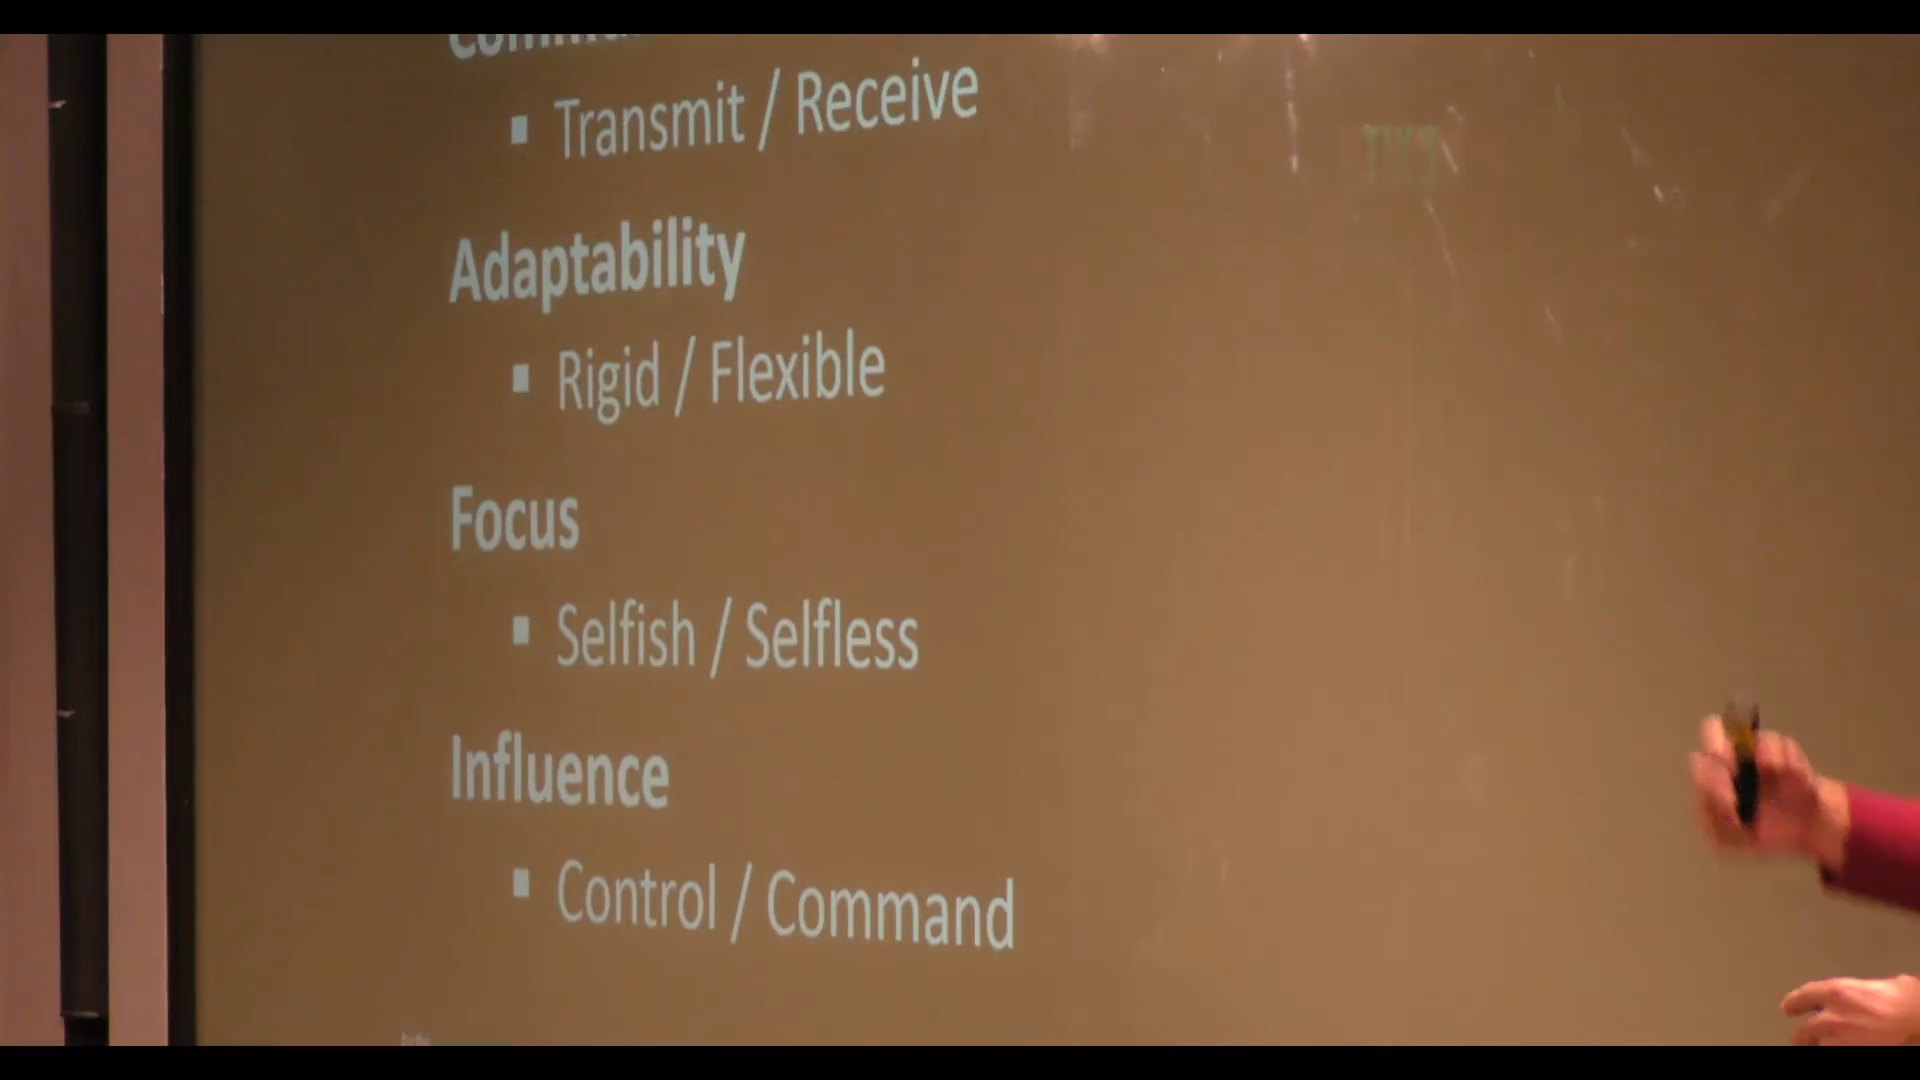 ▪ Transmit / Receive
Adaptability
▪ Rigid / Flexible
Focus
▪ Selfish / Selfless
Influence
▪ Control / Command